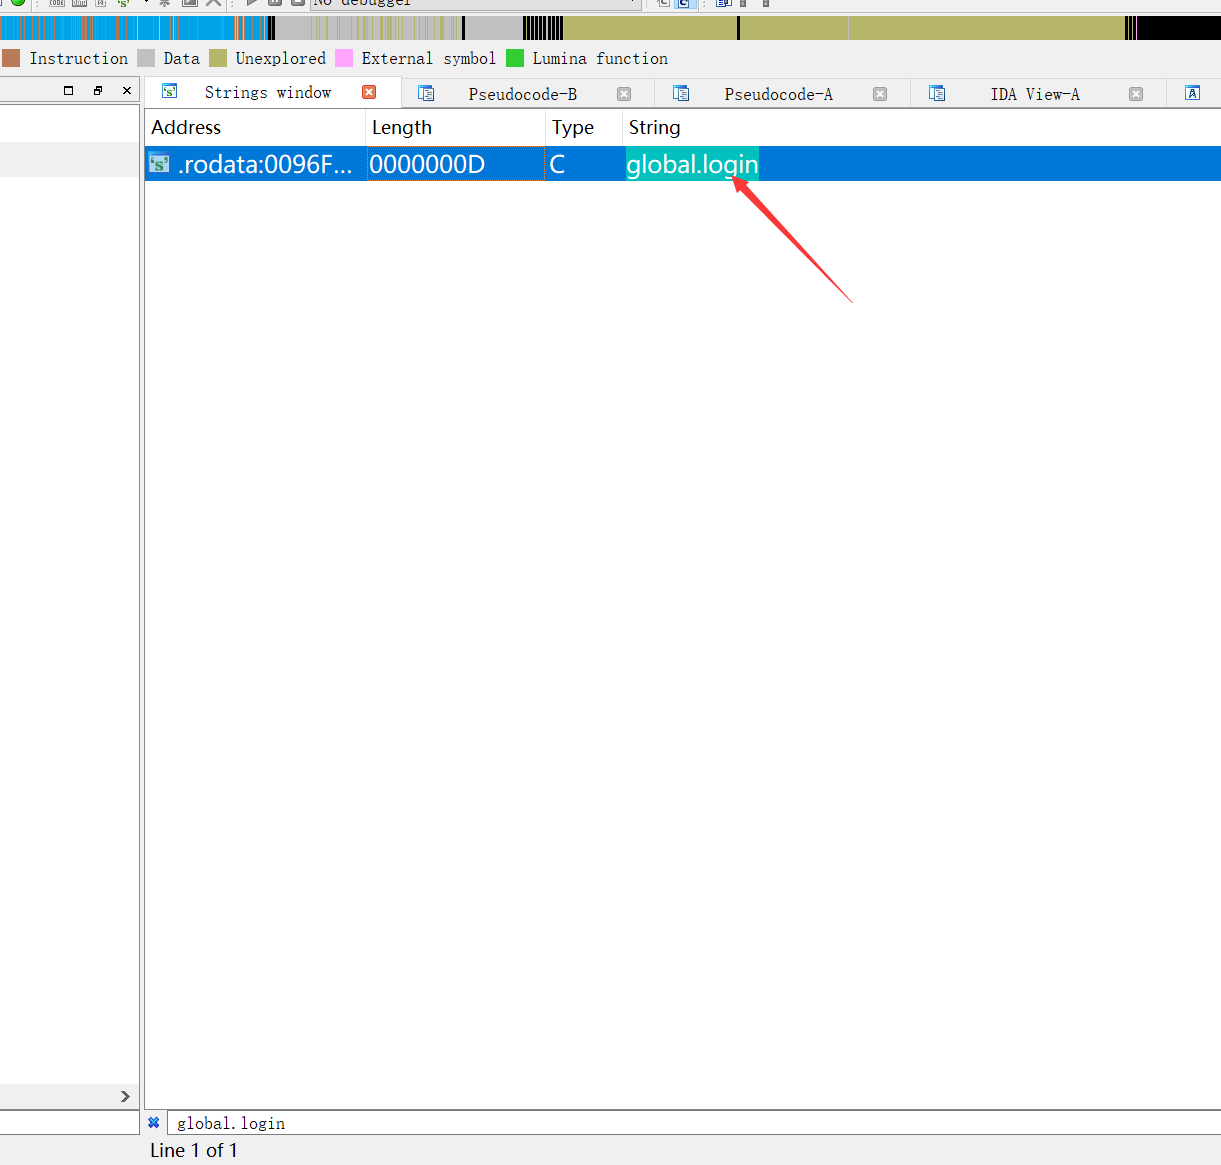 No debugger
Instruction Data Unexplored External symbol Lumina function
Strings window Pseudocode-B Pseudocode-A IDA View-A
Address Length Type String
.rodata:0096F... 0000000D C global.login
global.login
Line 1 of 1